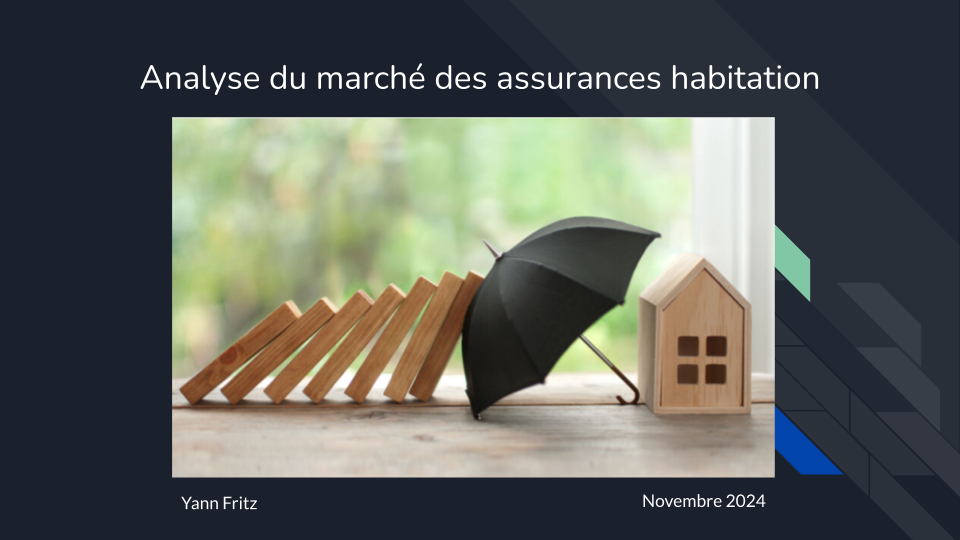 Analyse du marché des assurances habitation
Yann Fritz
Novembre 2024